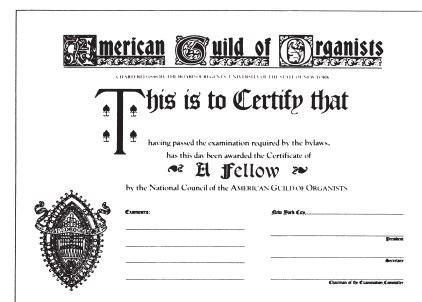 American Guild of Organists
CHARTERED 1896 BY THE BOARD OF REGENTS, UNIVERSITY OF THE STATE OF NEW YORK
This is to Certify that
having passed the examination required by the bylaws,
has this day been awarded the Certificate of
A Fellow
by the National Council of the AMERICAN GUILD OF ORGANISTS
Examiners:
New York City,
President
Secretary
Chairman of the Examination Committee